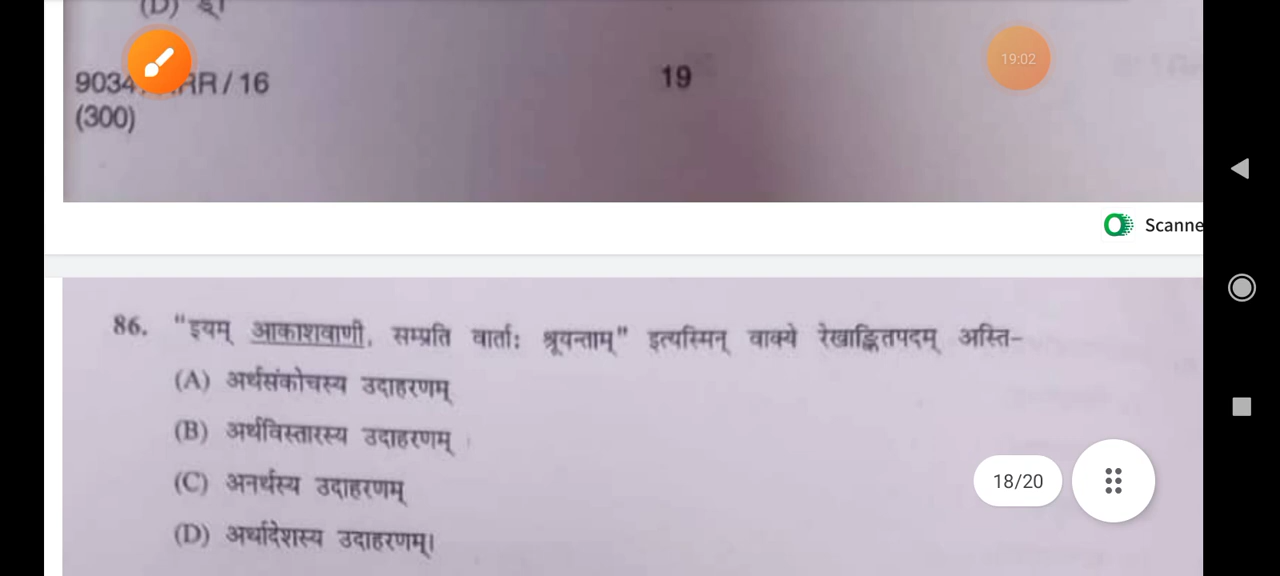 (D) ड्।
19:02
9034 RR / 16
19
(300)
Scanne
86. "इयम् आकाशवाणी, सम्प्रति वार्ताः श्रूयन्ताम्" इत्यस्मिन् वाक्ये रेखाङ्कितपदम् अस्ति–
(A) अर्थसंकोचस्य उदाहरणम्
(B) अर्थविस्तारस्य उदाहरणम्
(C) अनर्थस्य उदाहरणम्
18/20
(D) अर्थादेशस्य उदाहरणम्।